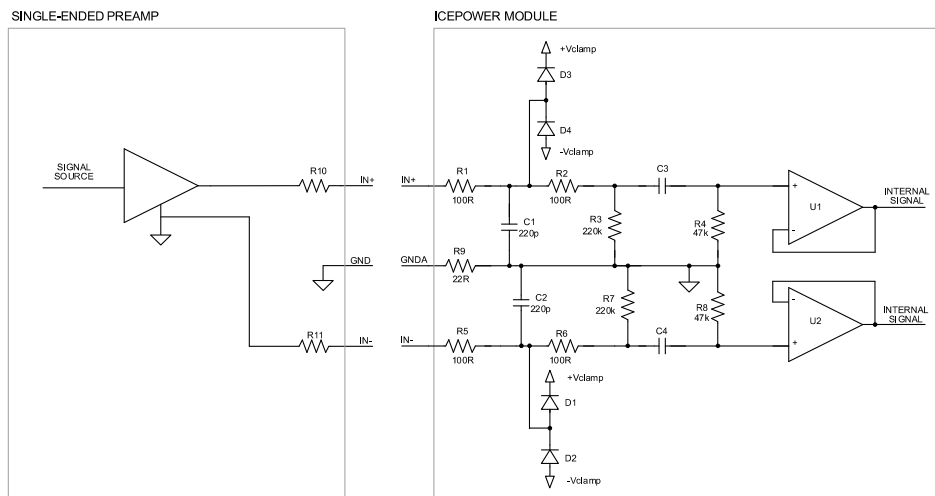 SINGLE-ENDED PREAMP
ICEPOWER MODULE
+Vclamp
D3
D4
-Vclamp
SIGNAL
SOURCE
R10
IN+
IN+
R1
100R
R2
100R
C3
C1
220p
R3
220k
R4
47k
+
-
U1
INTERNAL
SIGNAL
GND
GNDA
R9
22R
C2
220p
R7
220k
R8
47k
-
+
U2
INTERNAL
SIGNAL
R11
IN-
IN-
R5
100R
R6
100R
C4
+Vclamp
D1
D2
-Vclamp